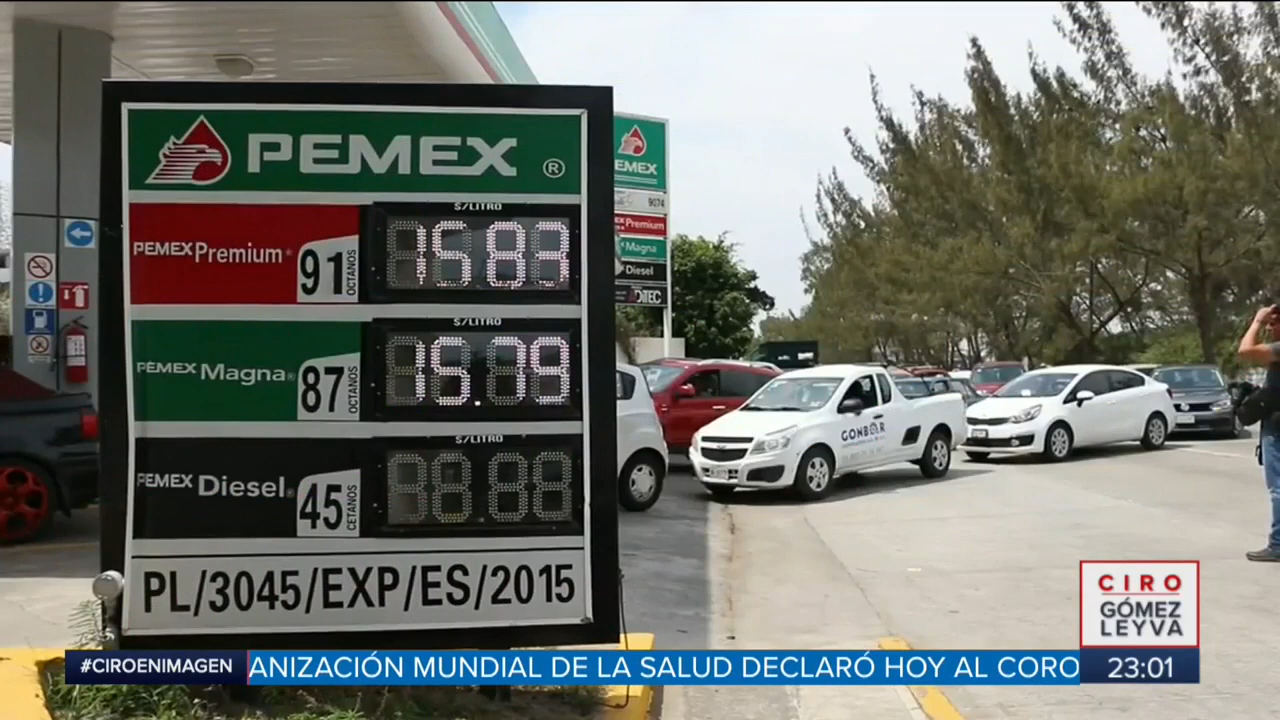 PEMEX ®
S/LITRO
PEMEX Premium® 91 OCTANOS 15.83
S/LITRO
PEMEX Magna® 87 OCTANOS 15.09
S/LITRO
PEMEX Diesel® 45 CETANOS
PL/3045/EXP/ES/2015
PEMEX
9074
Premium
Magna
Diesel
DITEC
GONBAR
CIRO
GÓMEZ
LEYVA
#CIROENIMAGEN
ANIZACIÓN MUNDIAL DE LA SALUD DECLARÓ HOY AL CORO
23:01